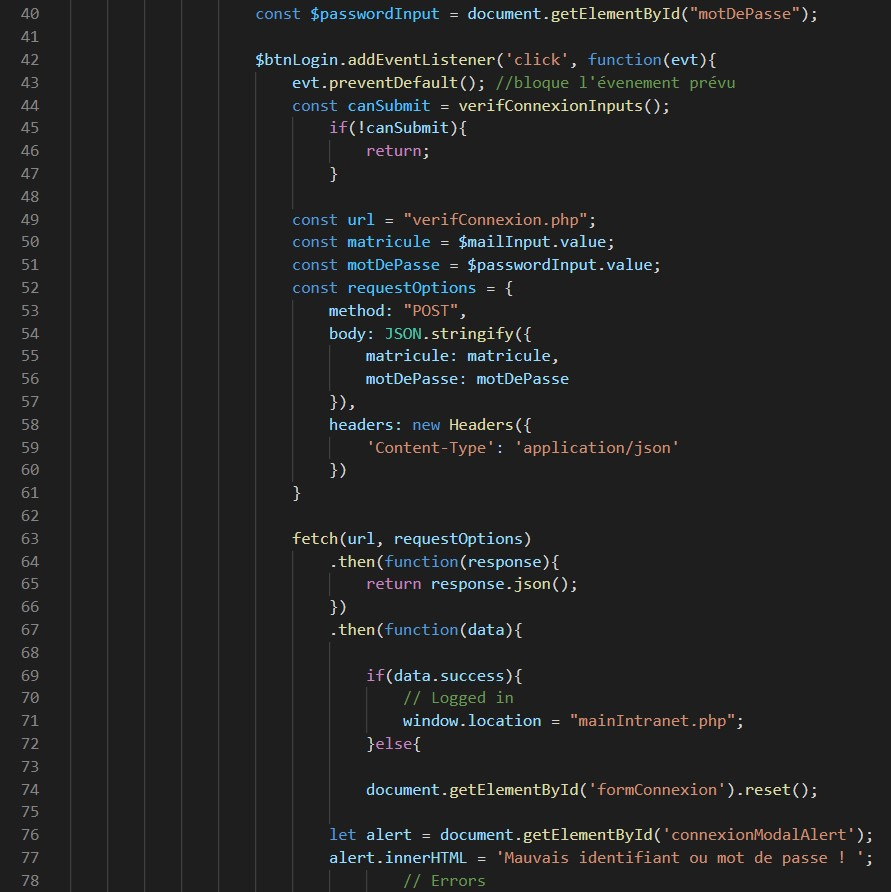 40 const $passwordInput = document.getElementById("motDePasse");
41
42 $btnLogin.addEventListener('click', function(evt){
43 evt.preventDefault(); //bloque l'évenement prévu
44 const canSubmit = verifConnexionInputs();
45 if(!canSubmit){
46 return;
47 }
48
49 const url = "verifConnexion.php";
50 const matricule = $mailInput.value;
51 const motDePasse = $passwordInput.value;
52 const requestOptions = {
53 method: "POST",
54 body: JSON.stringify({
55 matricule: matricule,
56 motDePasse: motDePasse
57 }),
58 headers: new Headers({
59 'Content-Type': 'application/json'
60 })
61 }
62
63 fetch(url, requestOptions)
64 .then(function(response){
65 return response.json();
66 })
67 .then(function(data){
68
69 if(data.success){
70 // Logged in
71 window.location = "mainIntranet.php";
72 }else{
73
74 document.getElementById('formConnexion').reset();
75
76 let alert = document.getElementById('connexionModalAlert');
77 alert.innerHTML = 'Mauvais identifiant ou mot de passe ! ';
78 // Errors